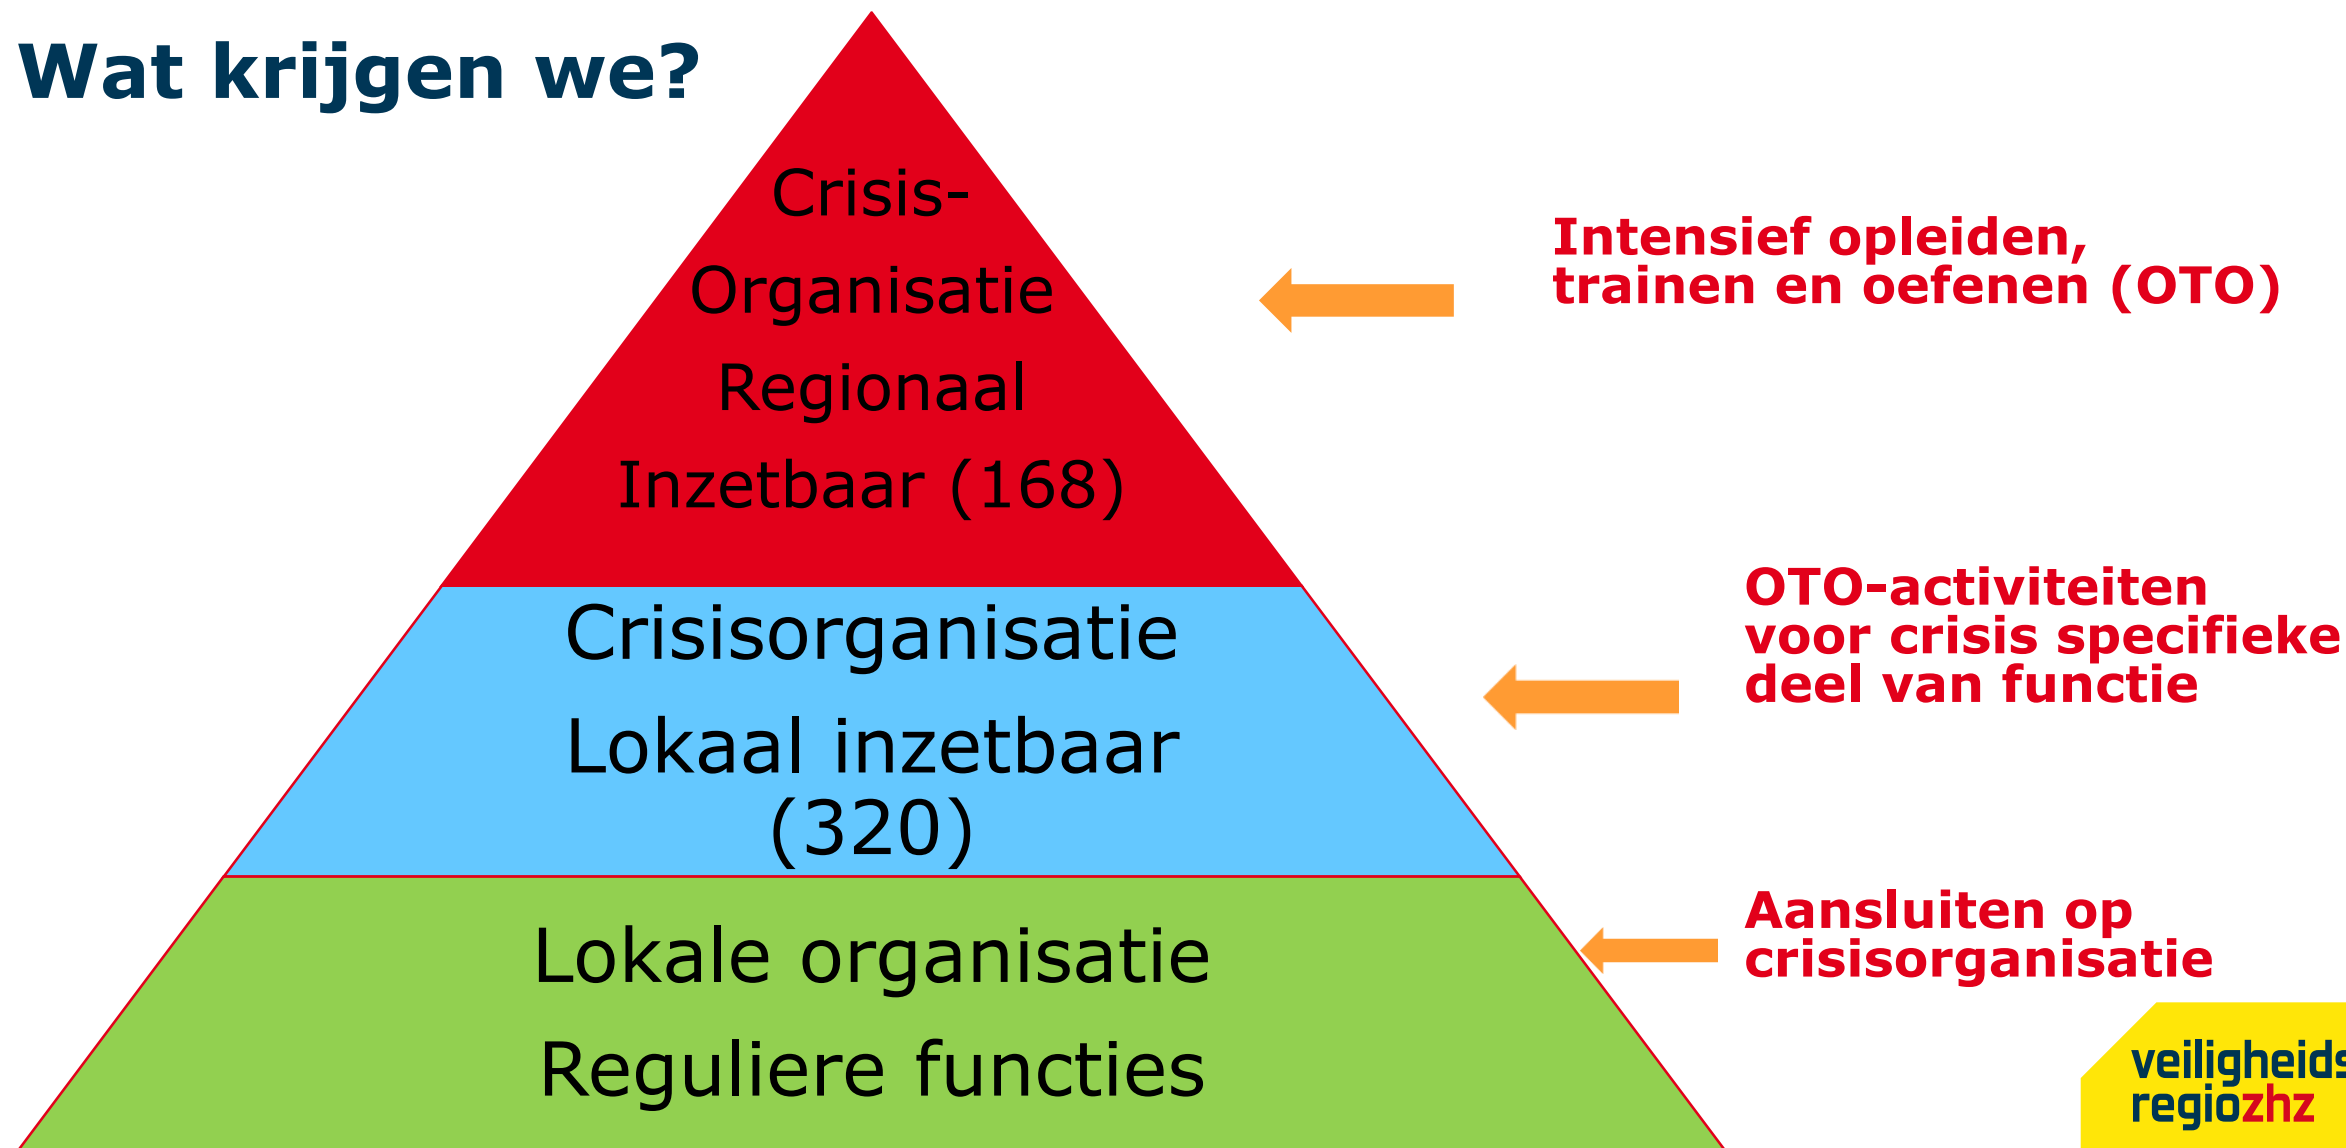 Wat krijgen we?
Crisis-
Organisatie
Regionaal
Inzetbaar (168)
Intensief opleiden,
trainen en oefenen (OTO)
Crisisorganisatie
Lokaal inzetbaar
(320)
OTO-activiteiten
voor crisis specifieke
deel van functie
Lokale organisatie
Reguliere functies
Aansluiten op
crisisorganisatie
veiligheids
regiozhz